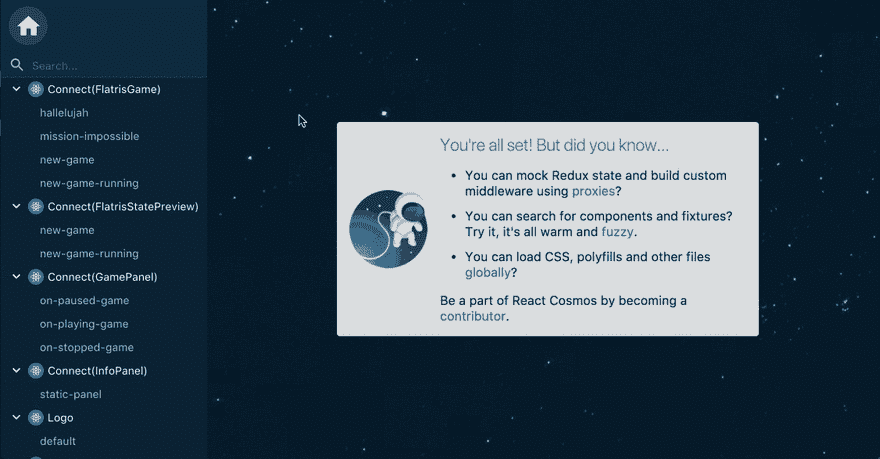 Search...
Connect(FlatrisGame)
hallelujah
mission-impossible
new-game
new-game-running
Connect(FlatrisStatePreview)
new-game
new-game-running
Connect(GamePanel)
on-paused-game
on-playing-game
on-stopped-game
Connect(InfoPanel)
static-panel
Logo
default
You're all set! But did you know...
• You can mock Redux state and build custom
middleware using proxies?
• You can search for components and fixtures?
Try it, it's all warm and fuzzy.
• You can load CSS, polyfills and other files
globally?
Be a part of React Cosmos by becoming a
contributor.